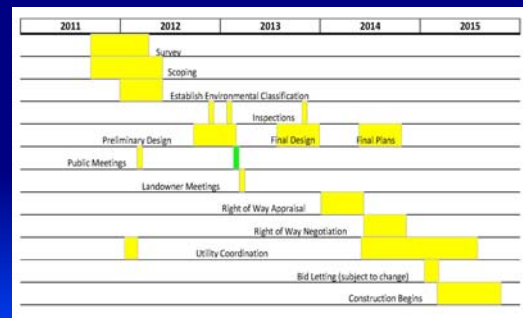 2011 2012 2013 2014 2015
Survey
Scoping
Establish Environmental Classification
Inspections
Preliminary Design Final Design Final Plans
Public Meetings
Landowner Meetings
Right of Way Appraisal
Right of Way Negotiation
Utility Coordination
Bid Letting (subject to change)
Construction Begins